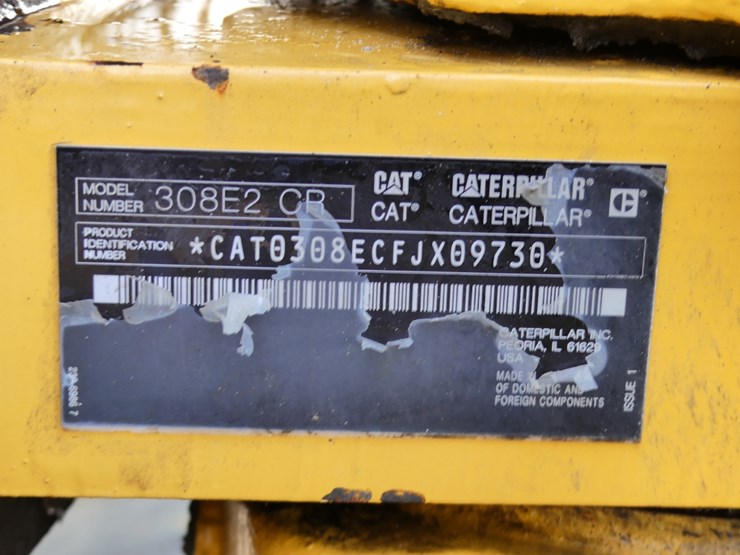 MODEL NUMBER 308E2 CR
CAT® CATERPILLAR®
CAT® CATERPILLAR®
PRODUCT IDENTIFICATION NUMBER *CAT0308ECFJX09730*
CATERPILLAR INC.
PEORIA, IL 61629
USA
MADE
OF DOMESTIC AND
FOREIGN COMPONENTS
ISSUE 1